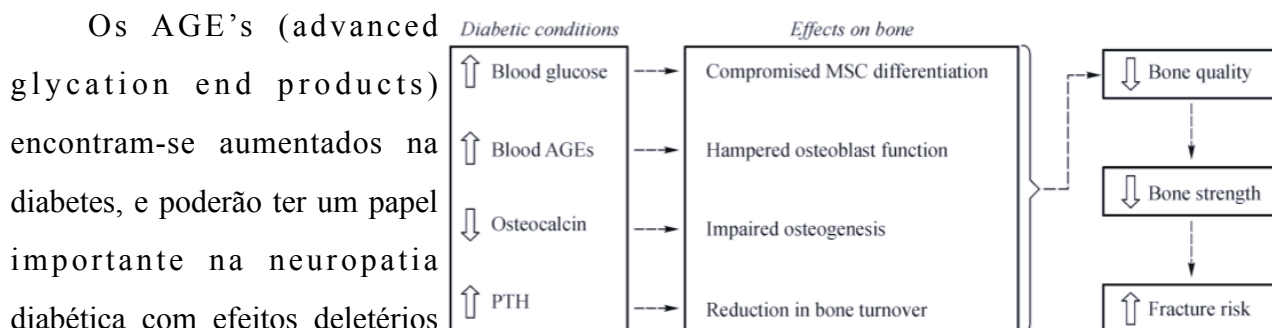 Os AGE's (advanced
glycation end products)
encontram-se aumentados na
diabetes, e poderão ter um papel
importante na neuropatia
diabética com efeitos deletérios
Diabetic conditions
Effects on bone
Blood glucose
Compromised MSC differentiation
Blood AGEs
Hampered osteoblast function
Osteocalcin
Impaired osteogenesis
PTH
Reduction in bone turnover
Bone quality
Bone strength
Fracture risk